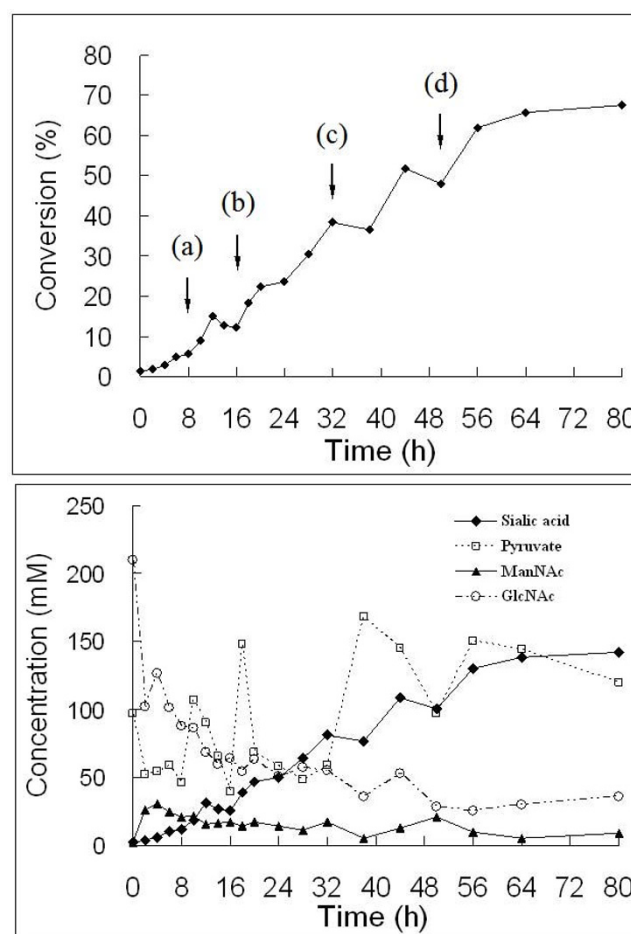 Conversion (%)
80
70
60
50
40
30
20
10
0
(a)
(b)
(c)
(d)
0 8 16 24 32 40 48 56 64 72 80
Time (h)
Concentration (mM)
250
200
150
100
50
0
Sialic acid
Pyruvate
ManNAc
GlcNAc
0 8 16 24 32 40 48 56 64 72 80
Time (h)